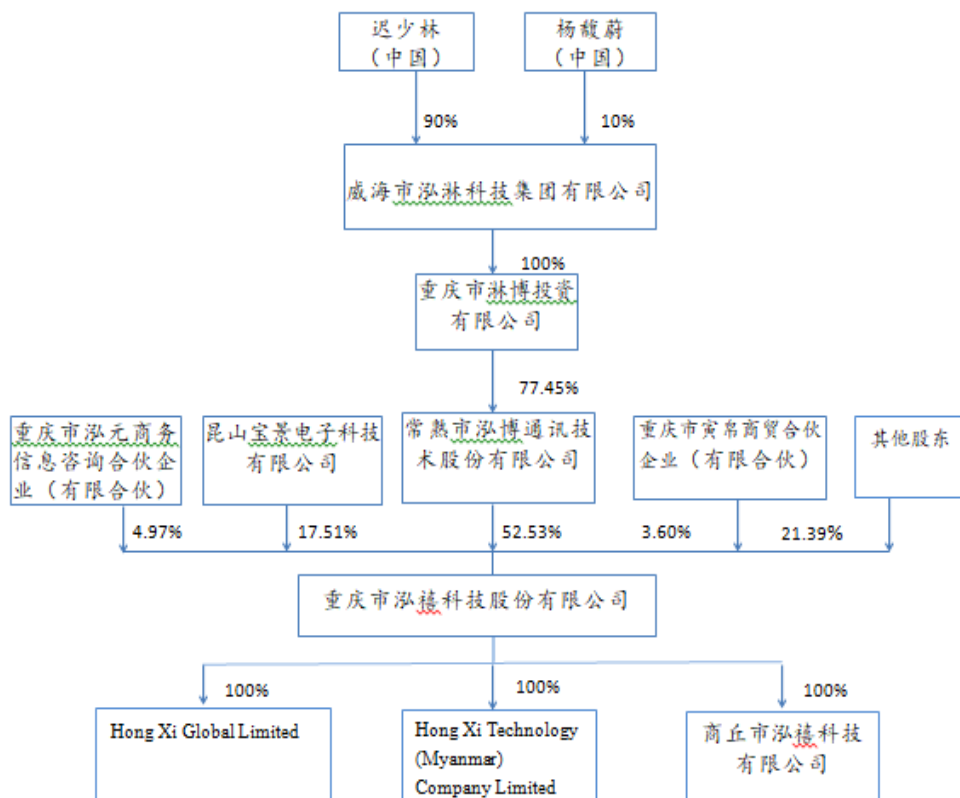 迟少林
（中国）
杨馥蔚
（中国）
90%
10%
威海市泓淋科技集团有限公司
100%
重庆市淋博投资
有限公司
77.45%
重庆市泓元商务
信息咨询合伙企
业（有限合伙）
昆山宝景电子科技
有限公司
常熟市泓博通讯技
术股份有限公司
重庆市寅帛商贸合伙
企业（有限合伙）
其他股东
4.97%
17.51%
52.53%
3.60%
21.39%
重庆市泓禧科技股份有限公司
100%
100%
100%
Hong Xi Global Limited
Hong Xi Technology
(Myanmar)
Company Limited
商丘市泓禧科技
有限公司